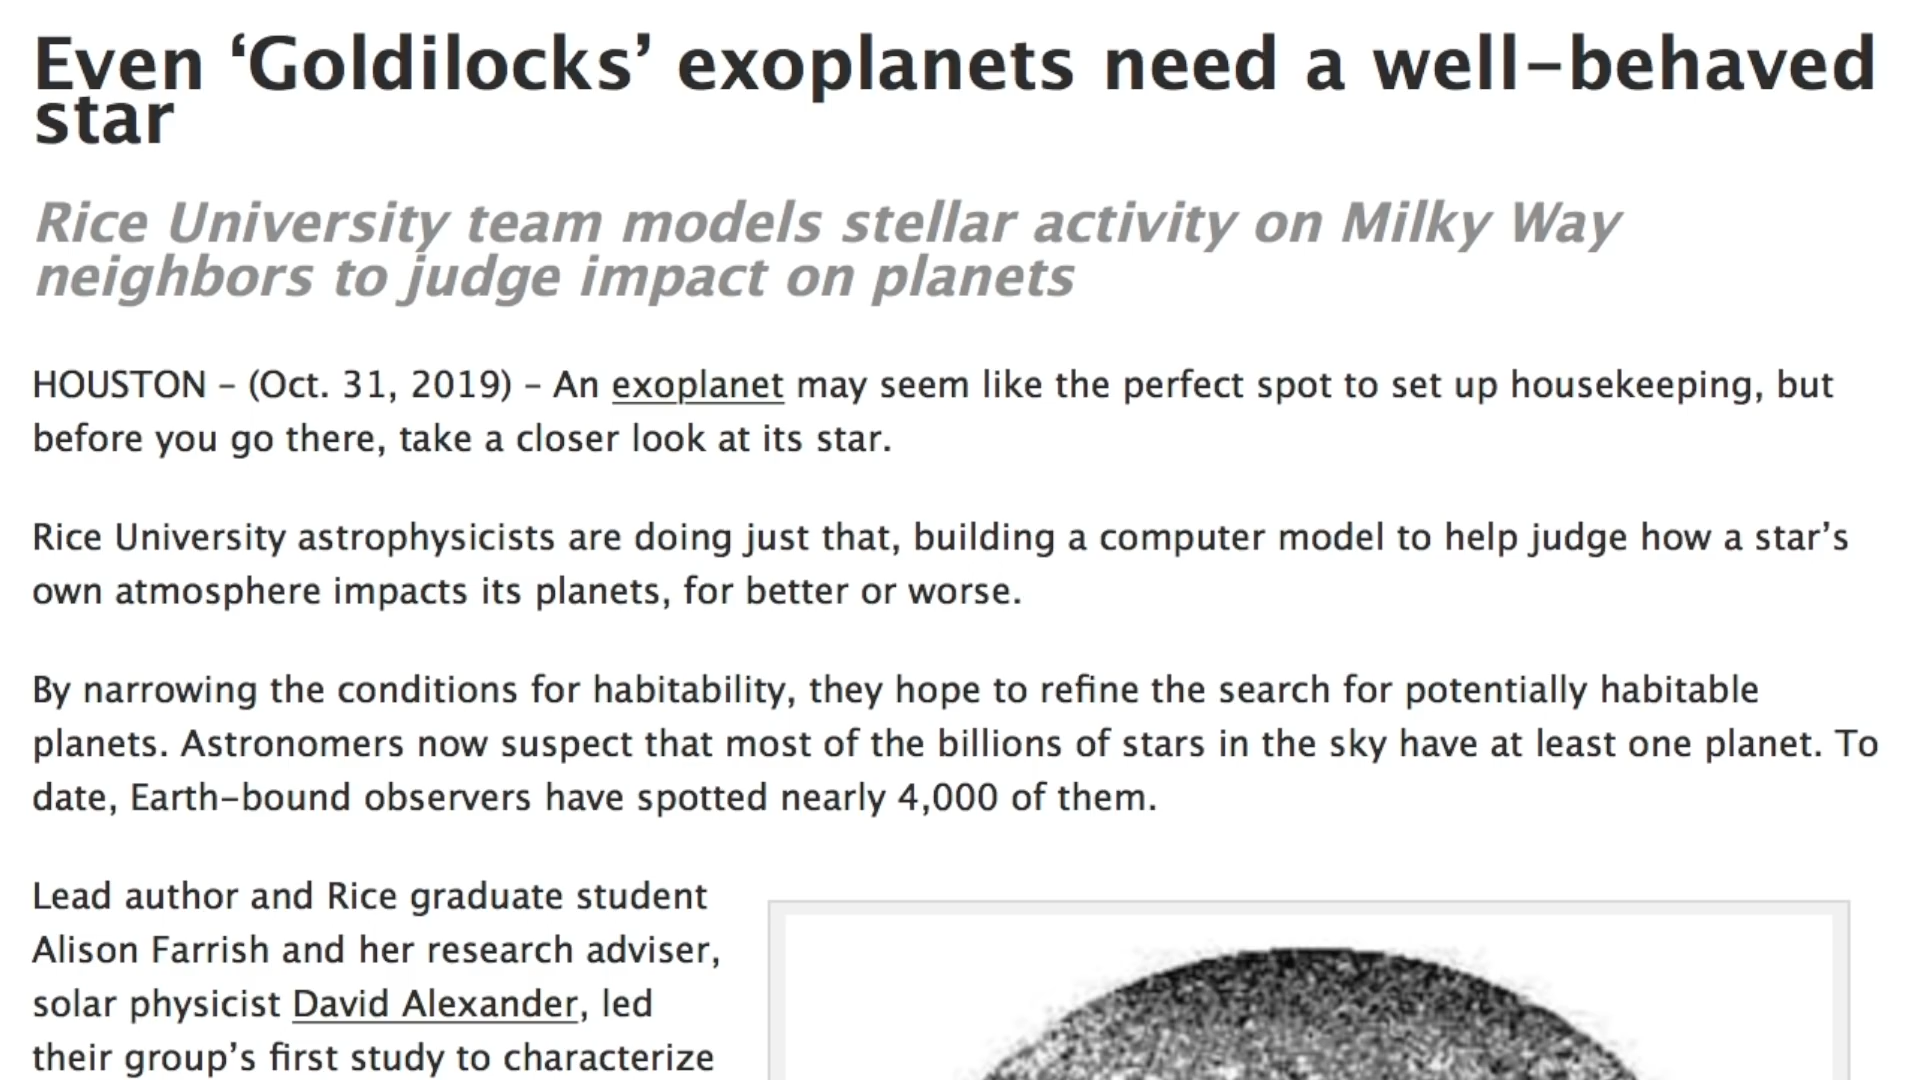 Even ‘Goldilocks’ exoplanets need a well-behaved
star
Rice University team models stellar activity on Milky Way
neighbors to judge impact on planets
HOUSTON – (Oct. 31, 2019) – An exoplanet may seem like the perfect spot to set up housekeeping, but
before you go there, take a closer look at its star.
Rice University astrophysicists are doing just that, building a computer model to help judge how a star’s
own atmosphere impacts its planets, for better or worse.
By narrowing the conditions for habitability, they hope to refine the search for potentially habitable
planets. Astronomers now suspect that most of the billions of stars in the sky have at least one planet. To
date, Earth-bound observers have spotted nearly 4,000 of them.
Lead author and Rice graduate student
Alison Farrish and her research adviser,
solar physicist David Alexander, led
their group’s first study to characterize